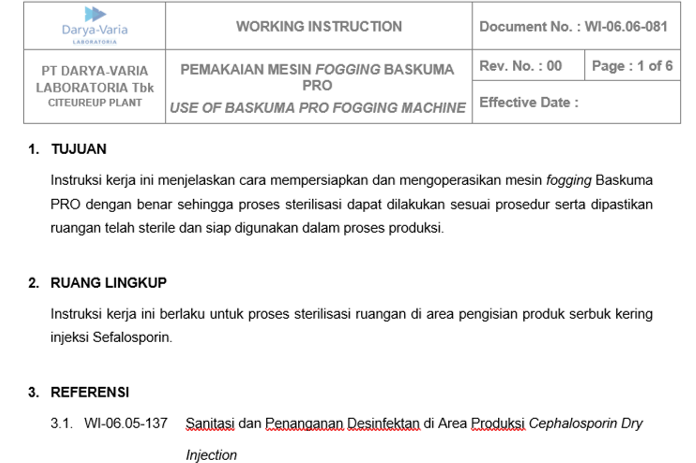 Darya-Varia
LABORATORIA
WORKING INSTRUCTION
Document No. : WI-06.06-081
PT DARYA-VARIA
LABORATORIA Tbk
CITEUREUP PLANT
PEMAKAIAN MESIN FOGGING BASKUMA
PRO
USE OF BASKUMA PRO FOGGING MACHINE
Rev. No. : 00
Page : 1 of 6
Effective Date :
1. TUJUAN
Instruksi kerja ini menjelaskan cara mempersiapkan dan mengoperasikan mesin fogging Baskuma
PRO dengan benar sehingga proses sterilisasi dapat dilakukan sesuai prosedur serta dipastikan
ruangan telah sterile dan siap digunakan dalam proses produksi.
2. RUANG LINGKUP
Instruksi kerja ini berlaku untuk proses sterilisasi ruangan di area pengisian produk serbuk kering
injeksi Sefalosporin.
3. REFERENSI
3.1. WI-06.05-137 Sanitasi dan Penanganan Desinfektan di Area Produksi Cephalosporin Dry
Injection